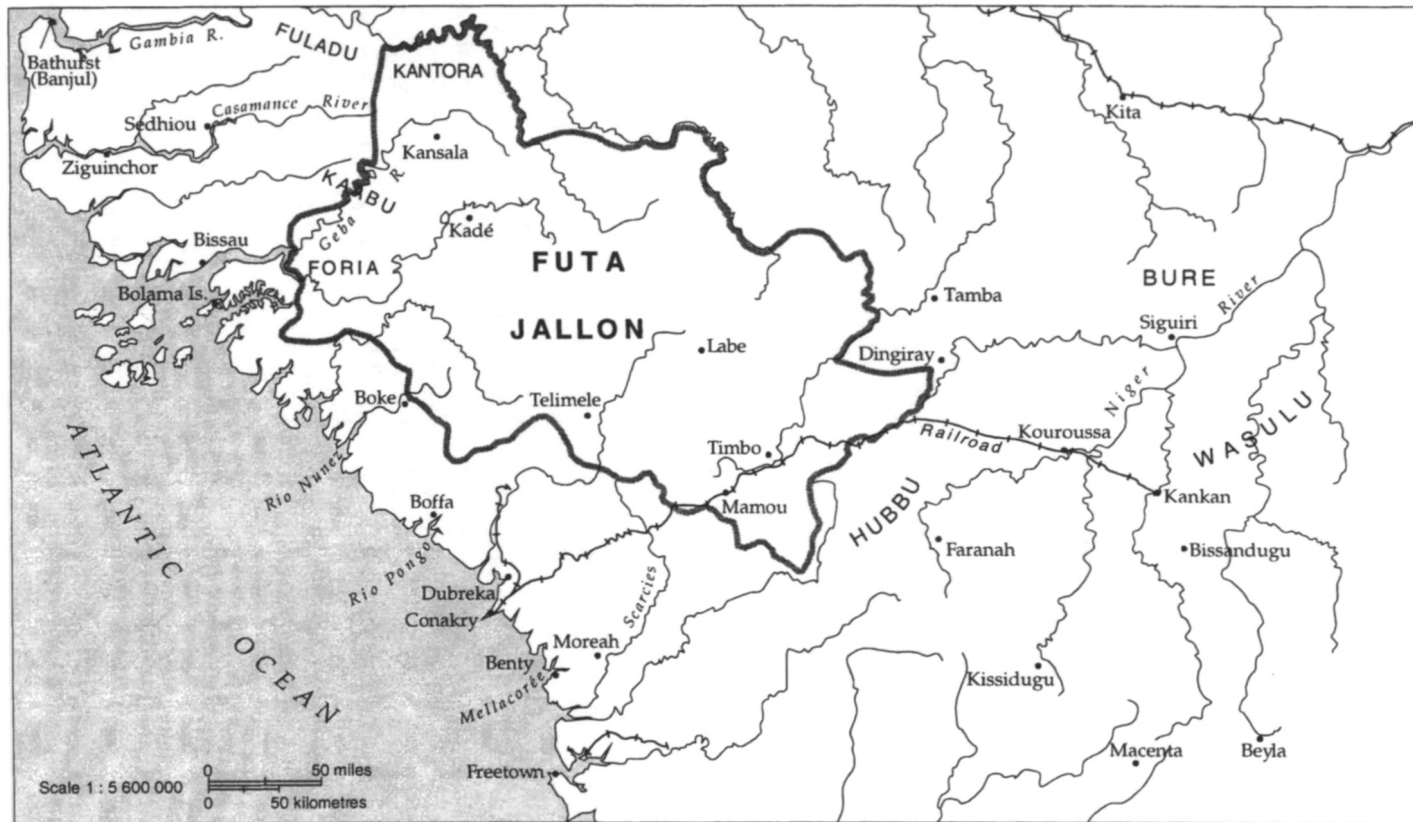 Gambia R.
FULADU
Bathurst
(Banjul)
KANTORA
Kita
Casamance River
Sedhiou
Kansala
Ziguinchor
KAABU
Geba R.
Kadé
Bissau
FORIA
FUTA
JALLON
BURE
Bolama Is.
Tamba
Siguiri
River
Labe
Dingiray
Niger
Boke
Telimele
WASULU
Timbo
Railroad
Kouroussa
Rio Nunez
Mamou
HUBBU
Kankan
Boffa
ATLANTIC
OCEAN
Rio Pongo
Faranah
Bissandugu
Dubreka
Conakry
Scarcies
Moreah
Benty
Mellacorée
Kissidugu
Macenta
Beyla
Freetown
Scale 1 : 5 600 000
0 50 miles
0 50 kilometres